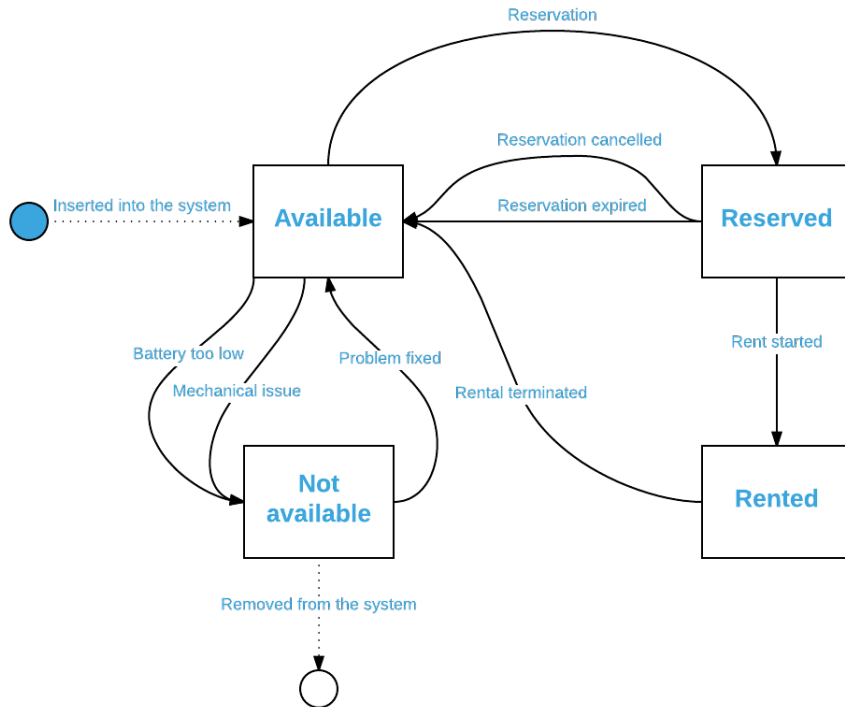 Reservation
Reservation cancelled
Inserted into the system
Reservation expired
Available
Reserved
Rent started
Battery too low
Problem fixed
Mechanical issue
Rental terminated
Not
available
Rented
Removed from the system